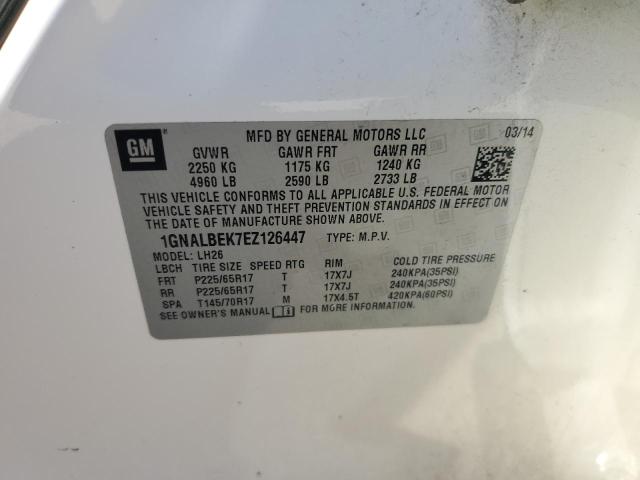 GM ®
MFD BY GENERAL MOTORS LLC 03/14
GVWR GAWR FRT GAWR RR
2250 KG 1175 KG 1240 KG
4960 LB 2590 LB 2733 LB
THIS VEHICLE CONFORMS TO ALL APPLICABLE U.S. FEDERAL MOTOR
VEHICLE SAFETY AND THEFT PREVENTION STANDARDS IN EFFECT ON
THE DATE OF MANUFACTURE SHOWN ABOVE.
1GNALBEK7EZ126447 TYPE: M.P.V.
MODEL: LH26
LBCH TIRE SIZE SPEED RTG RIM COLD TIRE PRESSURE
FRT P225/65R17 T 17X7J 240KPA(35PSI)
RR P225/65R17 T 17X7J 240KPA(35PSI)
SPA T145/70R17 M 17X4.5T 420KPA(60PSI)
SEE OWNER'S MANUAL FOR MORE INFORMATION.